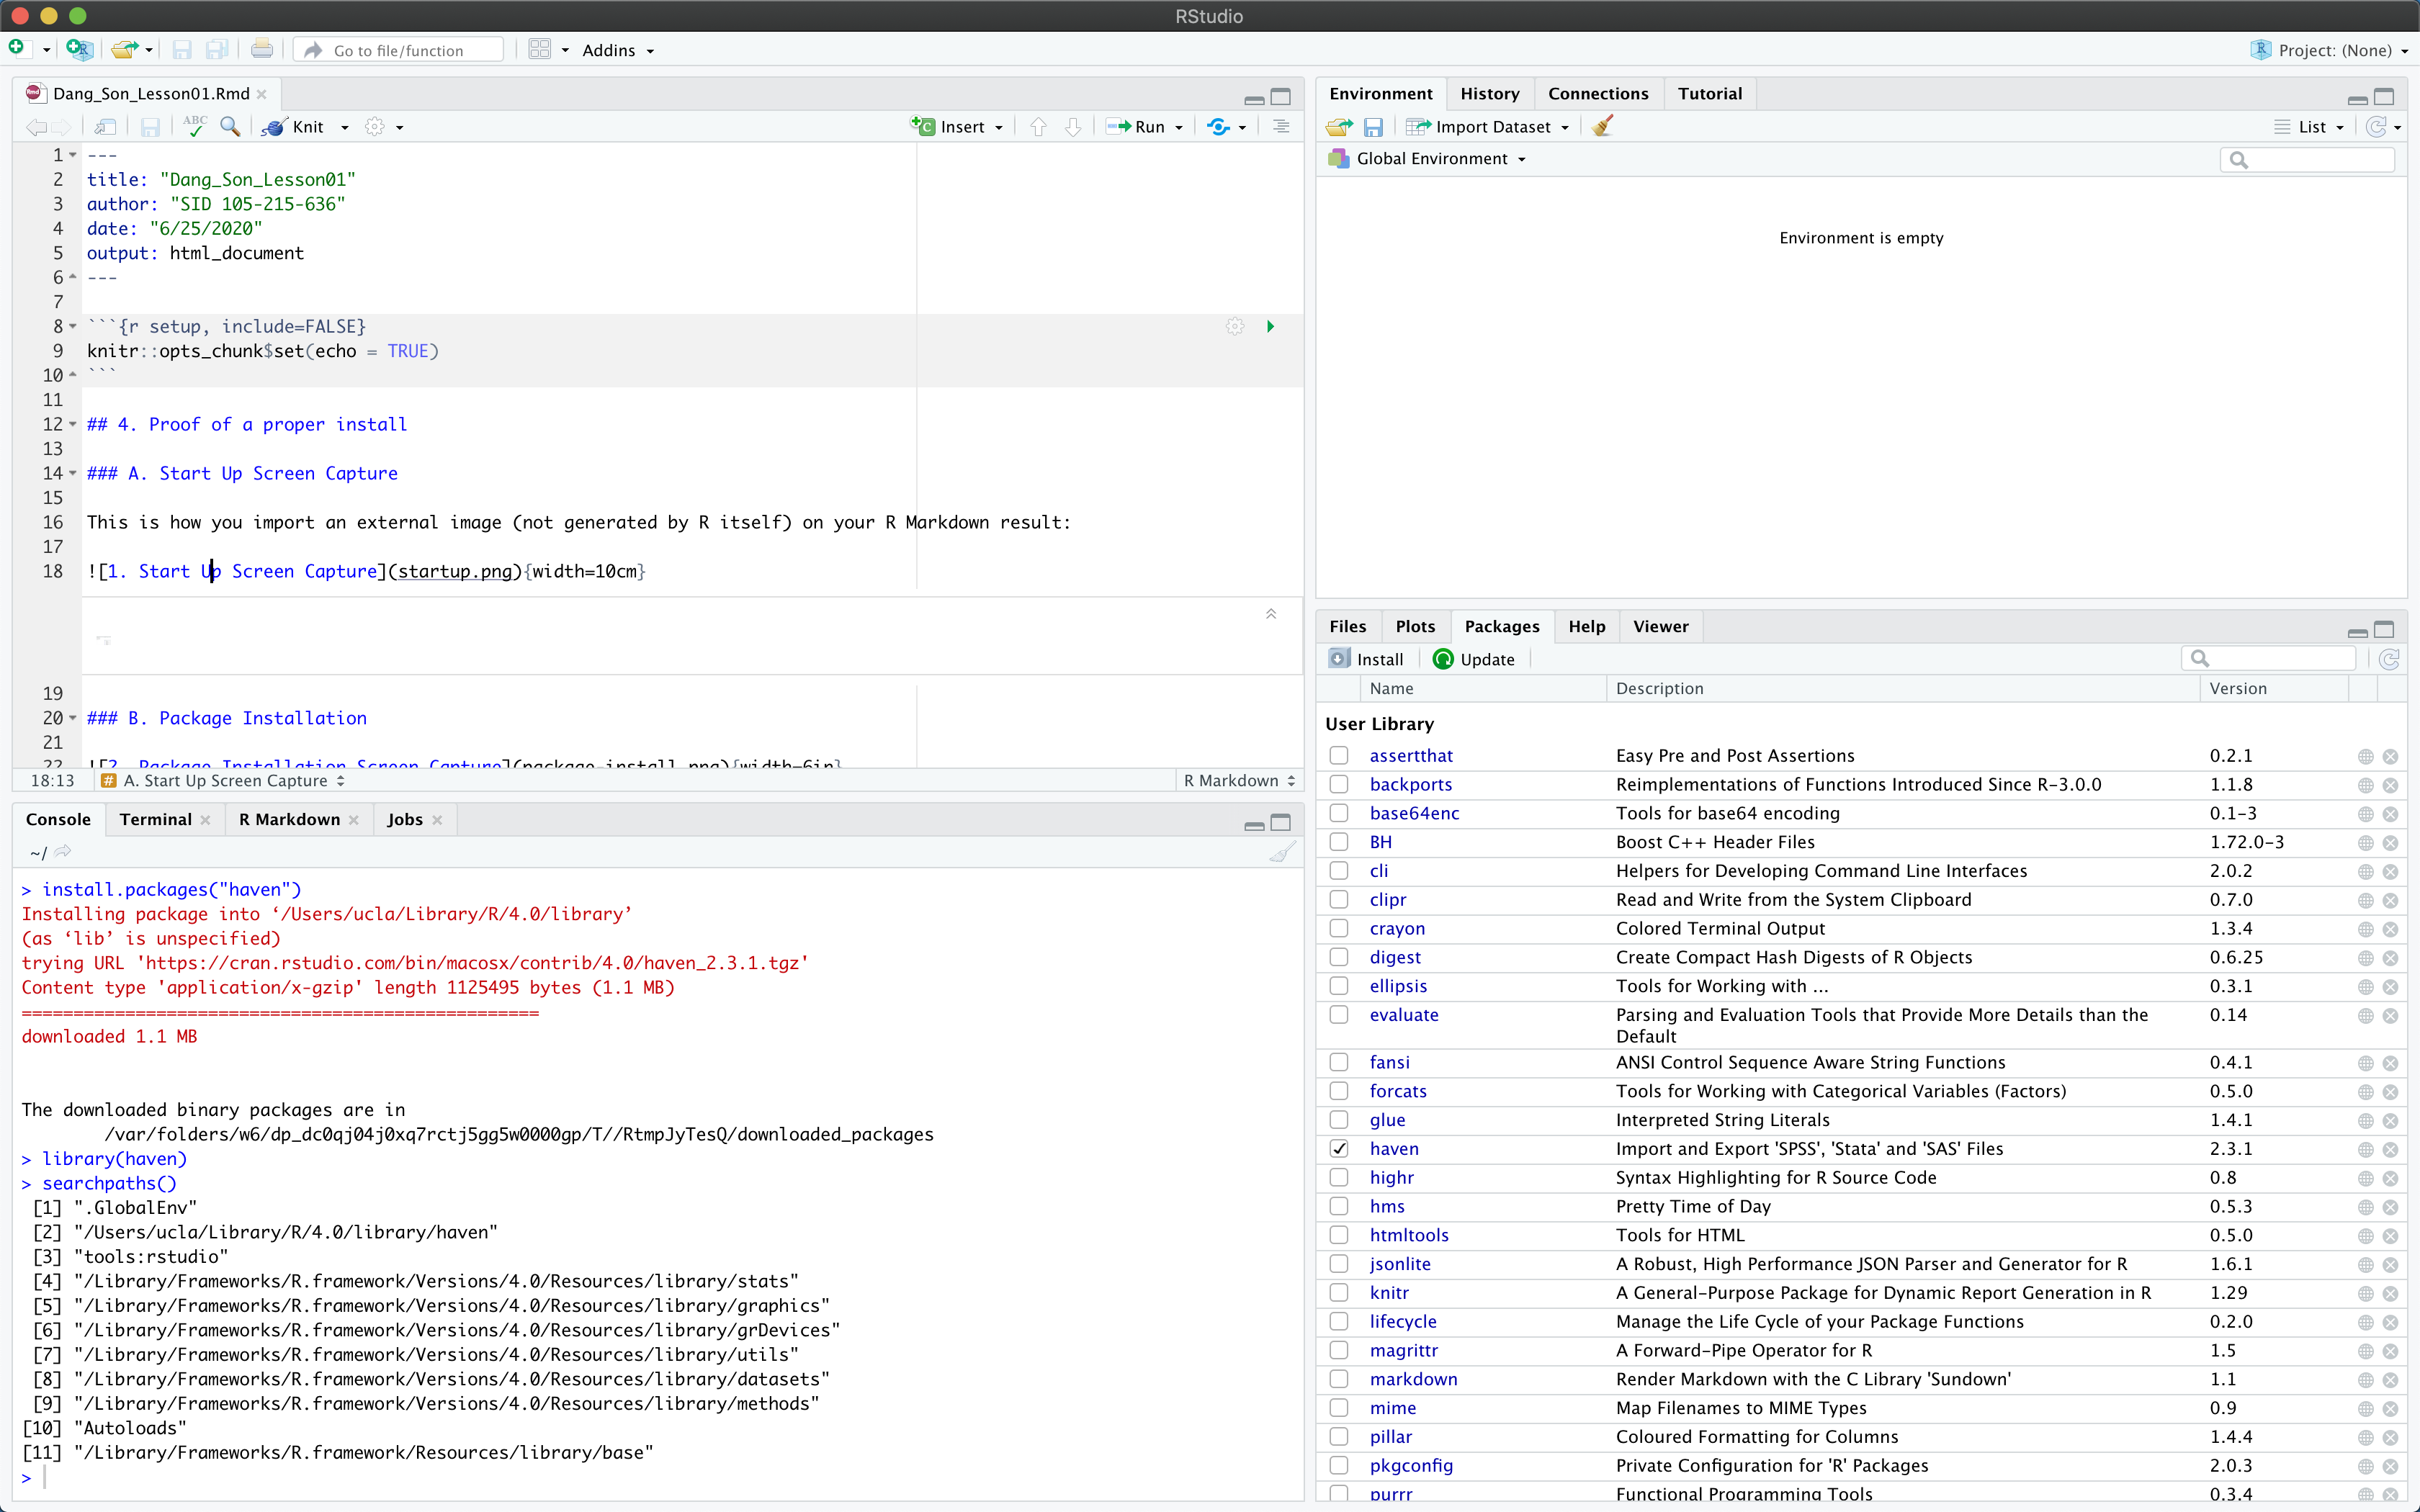 RStudio
Go to file/function
Addins
Project: (None)
Dang_Son_Lesson01.Rmd
ABC
Knit
Insert
Run
1 ---
2 title: "Dang_Son_Lesson01"
3 author: "SID 105-215-636"
4 date: "6/25/2020"
5 output: html_document
6 ---
7
8 ```{r setup, include=FALSE}
9 knitr::opts_chunk$set(echo = TRUE)
10 ```
11
12 ## 4. Proof of a proper install
13
14 ### A. Start Up Screen Capture
15
16 This is how you import an external image (not generated by R itself) on your R Markdown result:
17
18 ![1. Start Up Screen Capture](startup.png){width=10cm}
19
20 ### B. Package Installation
21
22 ![2. Package Installation Screen Capture](package-install.png){width=6in}
18:13
# A. Start Up Screen Capture
R Markdown
Console
Terminal
R Markdown
Jobs
~/
> install.packages("haven")
Installing package into ‘/Users/ucla/Library/R/4.0/library’
(as ‘lib’ is unspecified)
trying URL 'https://cran.rstudio.com/bin/macosx/contrib/4.0/haven_2.3.1.tgz'
Content type 'application/x-gzip' length 1125495 bytes (1.1 MB)
==================================================
downloaded 1.1 MB
The downloaded binary packages are in
/var/folders/w6/dp_dc0qj04j0xq7rctj5gg5w0000gp/T//RtmpJyTesQ/downloaded_packages
> library(haven)
> searchpaths()
[1] ".GlobalEnv"
[2] "/Users/ucla/Library/R/4.0/library/haven"
[3] "tools:rstudio"
[4] "/Library/Frameworks/R.framework/Versions/4.0/Resources/library/stats"
[5] "/Library/Frameworks/R.framework/Versions/4.0/Resources/library/graphics"
[6] "/Library/Frameworks/R.framework/Versions/4.0/Resources/library/grDevices"
[7] "/Library/Frameworks/R.framework/Versions/4.0/Resources/library/utils"
[8] "/Library/Frameworks/R.framework/Versions/4.0/Resources/library/datasets"
[9] "/Library/Frameworks/R.framework/Versions/4.0/Resources/library/methods"
[10] "Autoloads"
[11] "/Library/Frameworks/R.framework/Resources/library/base"
>
Environment
History
Connections
Tutorial
Import Dataset
List
Global Environment
Environment is empty
Files
Plots
Packages
Help
Viewer
Install
Update
Name Description Version
User Library
assertthat Easy Pre and Post Assertions 0.2.1
backports Reimplementations of Functions Introduced Since R-3.0.0 1.1.8
base64enc Tools for base64 encoding 0.1-3
BH Boost C++ Header Files 1.72.0-3
cli Helpers for Developing Command Line Interfaces 2.0.2
clipr Read and Write from the System Clipboard 0.7.0
crayon Colored Terminal Output 1.3.4
digest Create Compact Hash Digests of R Objects 0.6.25
ellipsis Tools for Working with ... 0.3.1
evaluate Parsing and Evaluation Tools that Provide More Details than the 0.14
Default
fansi ANSI Control Sequence Aware String Functions 0.4.1
forcats Tools for Working with Categorical Variables (Factors) 0.5.0
glue Interpreted String Literals 1.4.1
haven Import and Export 'SPSS', 'Stata' and 'SAS' Files 2.3.1
highr Syntax Highlighting for R Source Code 0.8
hms Pretty Time of Day 0.5.3
htmltools Tools for HTML 0.5.0
jsonlite A Robust, High Performance JSON Parser and Generator for R 1.6.1
knitr A General-Purpose Package for Dynamic Report Generation in R 1.29
lifecycle Manage the Life Cycle of your Package Functions 0.2.0
magrittr A Forward-Pipe Operator for R 1.5
markdown Render Markdown with the C Library 'Sundown' 1.1
mime Map Filenames to MIME Types 0.9
pillar Coloured Formatting for Columns 1.4.4
pkgconfig Private Configuration for 'R' Packages 2.0.3
purrr Functional Programming Tools 0.3.4